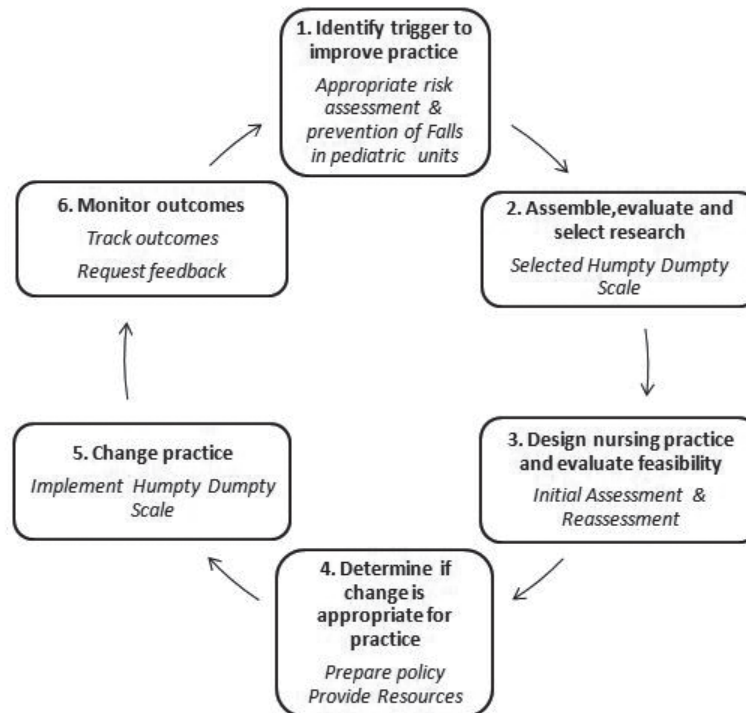 1. Identify trigger to
improve practice
Appropriate risk
assessment &
prevention of Falls
in pediatric units
2. Assemble,evaluate and
select research
Selected Humpty Dumpty
Scale
3. Design nursing practice
and evaluate feasibility
Initial Assessment &
Reassessment
4. Determine if
change is
appropriate for
practice
Prepare policy
Provide Resources
5. Change practice
Implement Humpty Dumpty
Scale
6. Monitor outcomes
Track outcomes
Request feedback